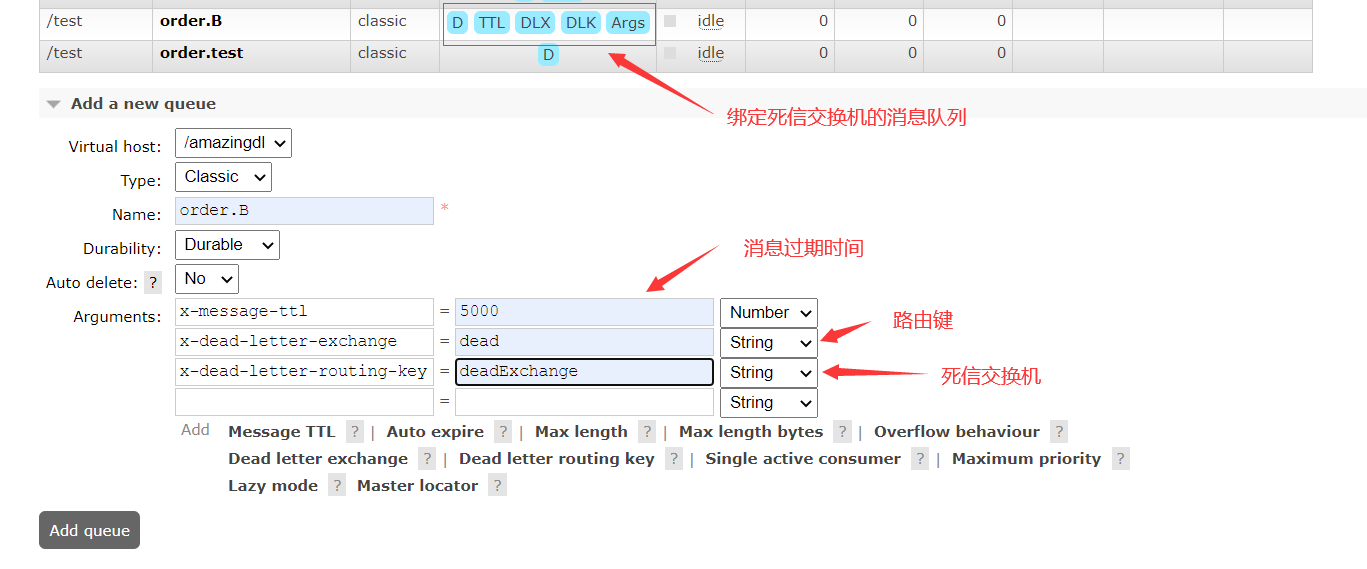 /test order.B classic D TTL DLX DLK Args idle 0 0 0
/test order.test classic D idle 0 0 0
绑定死信交换机的消息队列
Add a new queue
Virtual host: /amazingdl
Type: Classic
Name: order.B *
Durability: Durable
消息过期时间
Auto delete: ? No
Arguments: x-message-ttl = 5000 Number
路由键
x-dead-letter-exchange = dead String
x-dead-letter-routing-key = deadExchange String
死信交换机
= String
Add Message TTL ? | Auto expire ? | Max length ? | Max length bytes ? | Overflow behaviour ?
Dead letter exchange ? | Dead letter routing key ? | Single active consumer ? | Maximum priority ?
Lazy mode ? Master locator ?
Add queue